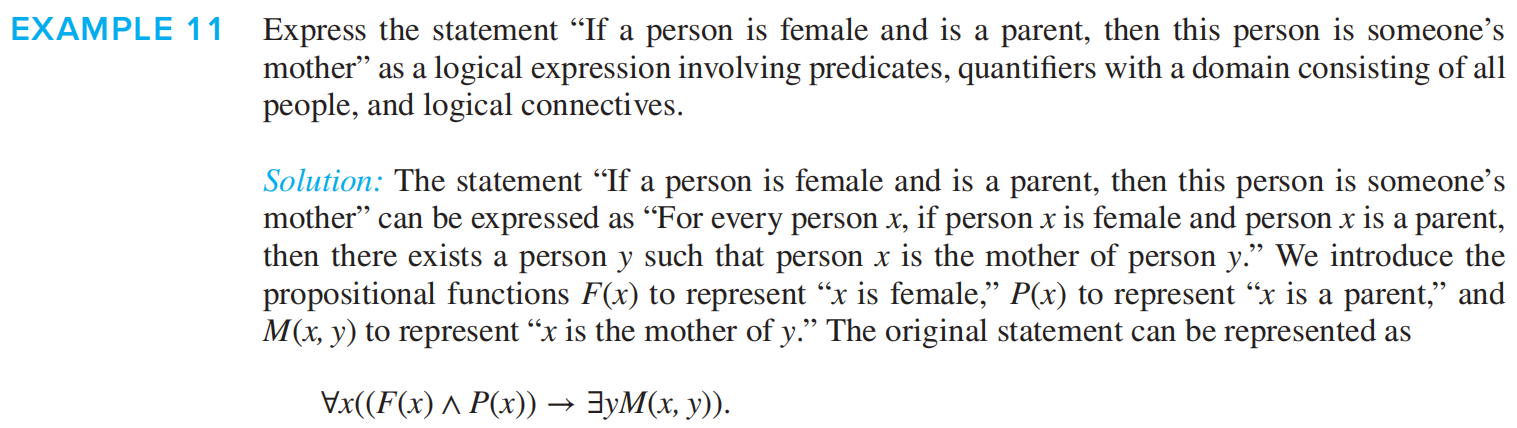 EXAMPLE 11 Express the statement “If a person is female and is a parent, then this person is someone’s
mother” as a logical expression involving predicates, quantifiers with a domain consisting of all
people, and logical connectives.
Solution: The statement “If a person is female and is a parent, then this person is someone’s
mother” can be expressed as “For every person x, if person x is female and person x is a parent,
then there exists a person y such that person x is the mother of person y.” We introduce the
propositional functions F(x) to represent “x is female,” P(x) to represent “x is a parent,” and
M(x, y) to represent “x is the mother of y.” The original statement can be represented as
∀x((F(x) ∧ P(x)) → ∃yM(x, y)).